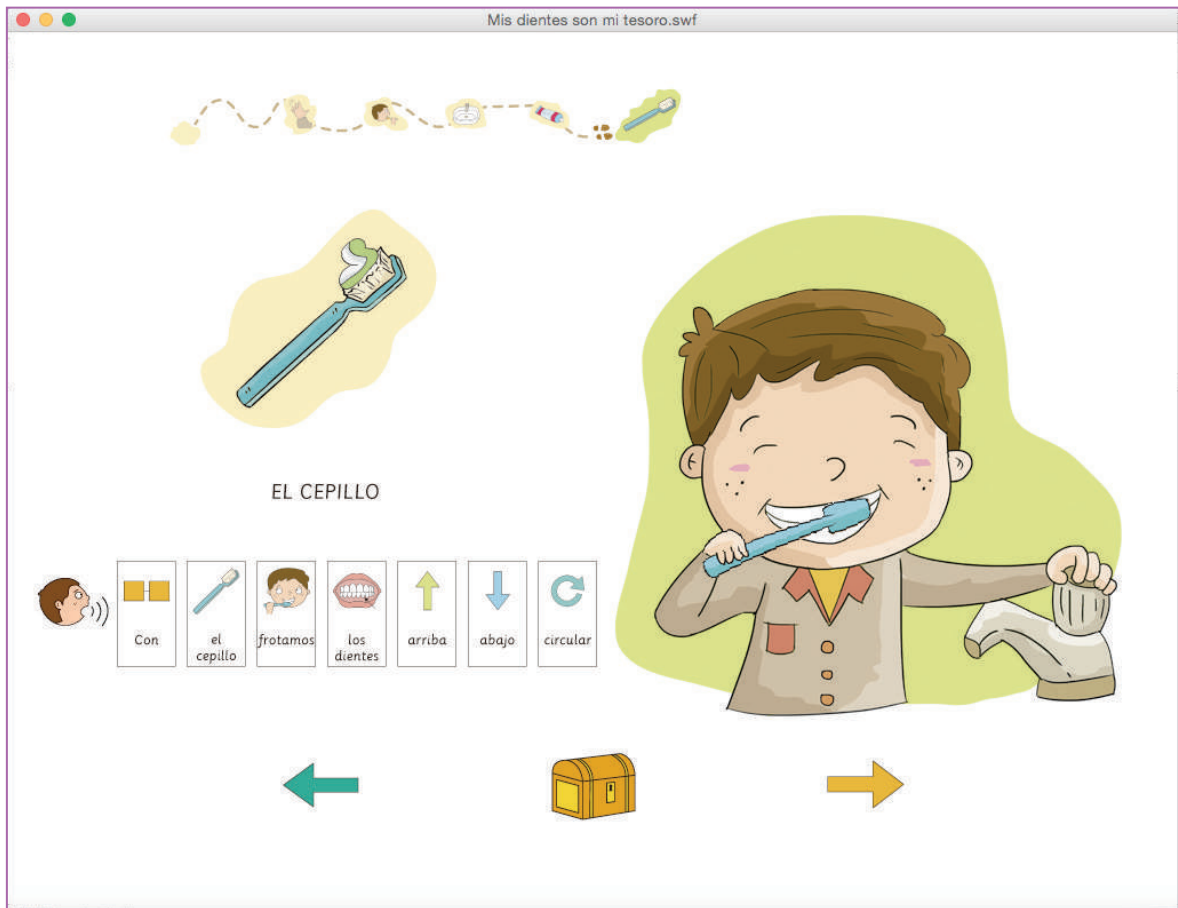 Mis dientes son mi tesoro.swf
EL CEPILLO
Con
el
cepillo
frotamos
los
dientes
arriba
abajo
circular